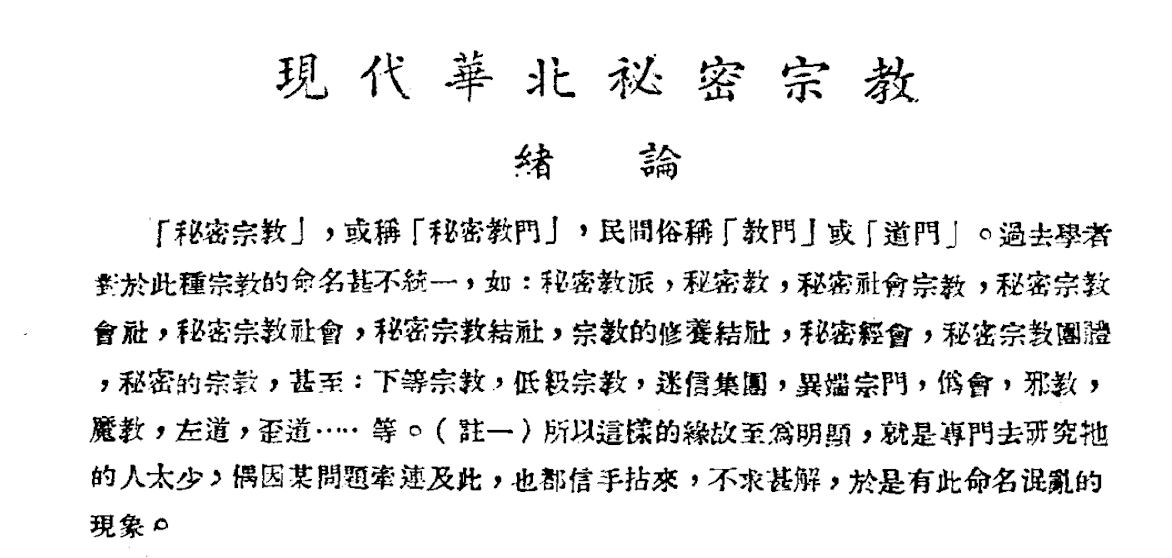 現代華北秘密宗教
緒論
「秘密宗教」，或稱「秘密教門」，民間俗稱「教門」或「道門」。過去學者
對於此種宗教的命名甚不統一，如：秘密教派，秘密教，秘密社會宗教，秘密宗教
會社，秘密宗教社會，秘密宗教結社，宗教的修養結社，秘密經會，秘密宗教團體
，秘密的宗教，甚至：下等宗教，低級宗教，迷信集團，異端宗門，僞會，邪教，
魔教，左道，歪道‥‥‥等。（註一）所以這樣的緣故至爲明顯，就是專門去研究牠
的人太少，偶因某問題牽連及此，也都信手拈來，不求甚解，於是有此命名混亂的
現象。